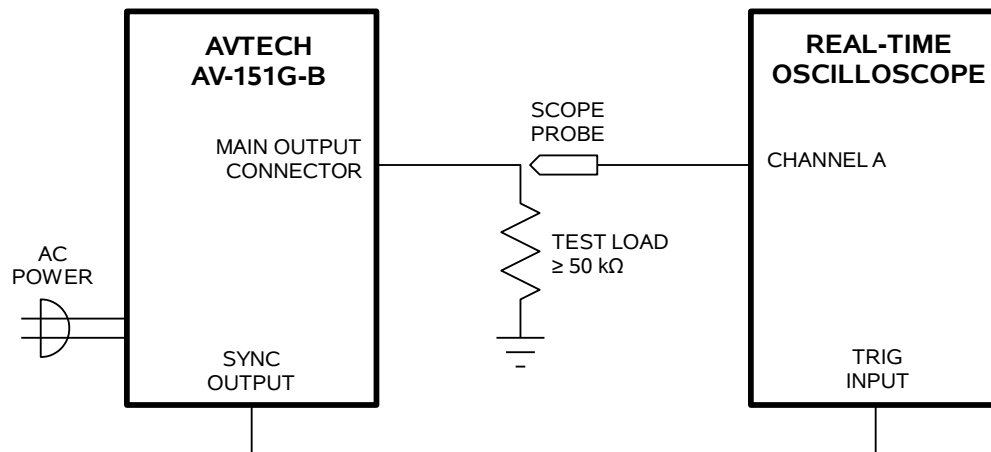 AVTECH
AV-151G-B
REAL-TIME
OSCILLOSCOPE
SCOPE
PROBE
MAIN OUTPUT
CONNECTOR
CHANNEL A
TEST LOAD
≥ 50 kΩ
AC
POWER
SYNC
OUTPUT
TRIG
INPUT